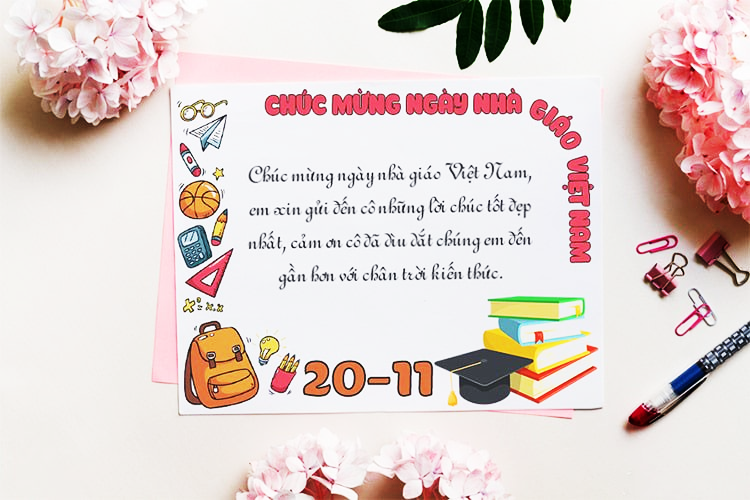 CHÚC MỪNG NGÀY NHÀ GIÁO VIỆT NAM
Chúc mừng ngày nhà giáo Việt Nam,
em xin gửi đến cô những lời chúc tốt đẹp
nhất, cảm ơn cô đã dìu dắt chúng em đến
gần hơn với chân trời kiến thức.
x² = x.x
20-11